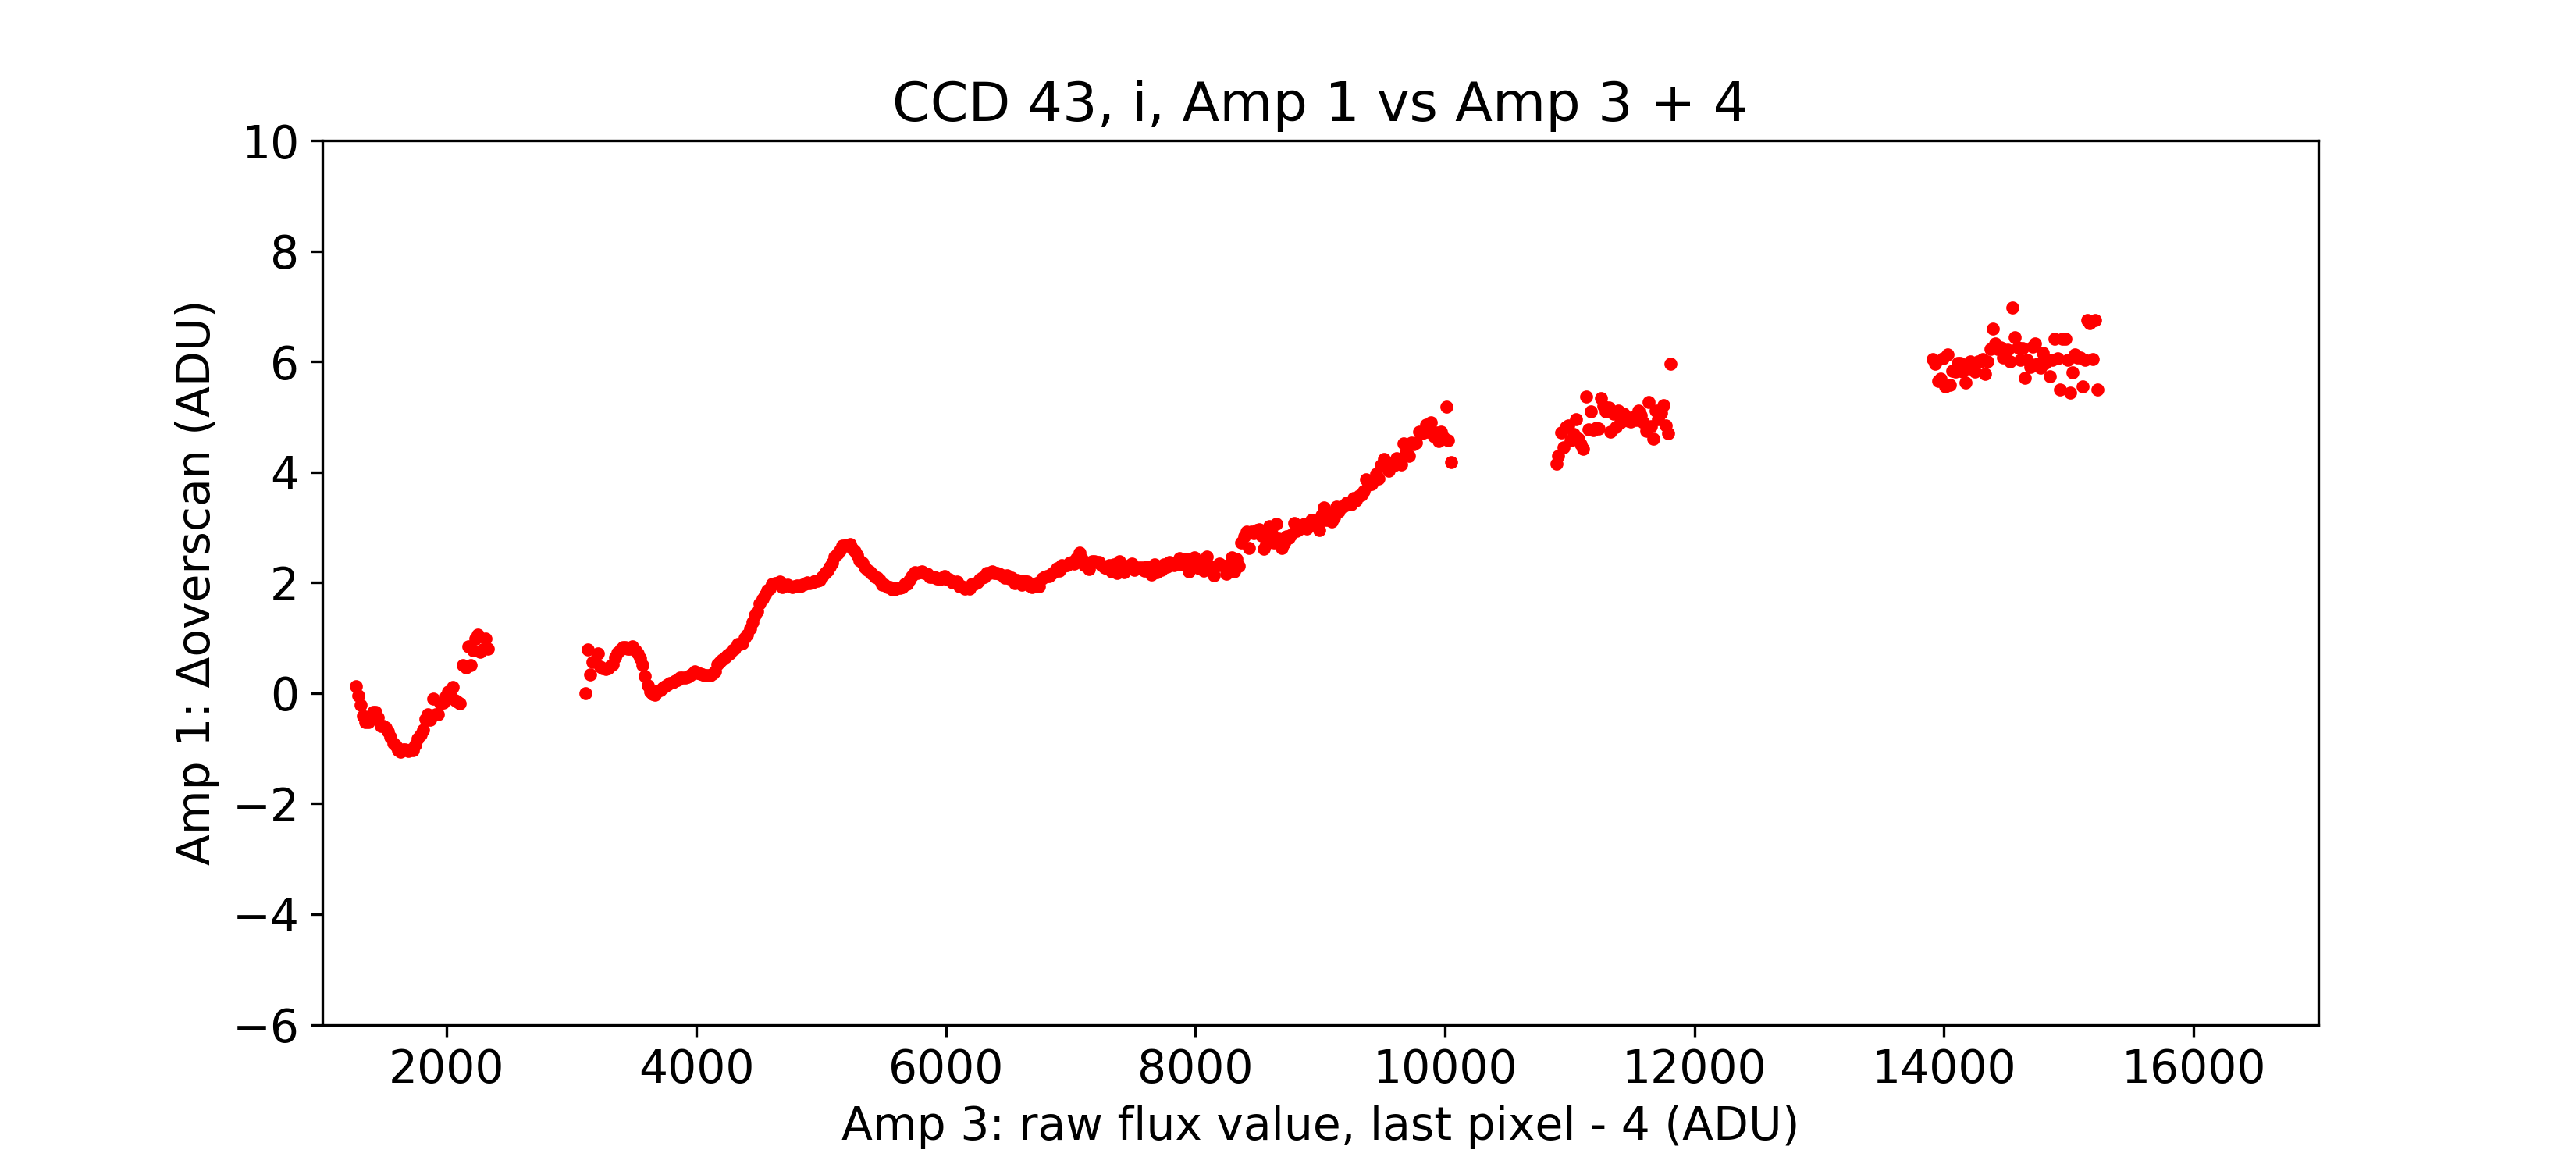 CCD 43, i, Amp 1 vs Amp 3 + 4
10
8
6
4
2
0
−2
−4
−6
Amp 1: Δoverscan (ADU)
2000 4000 6000 8000 10000 12000 14000 16000
Amp 3: raw flux value, last pixel - 4 (ADU)